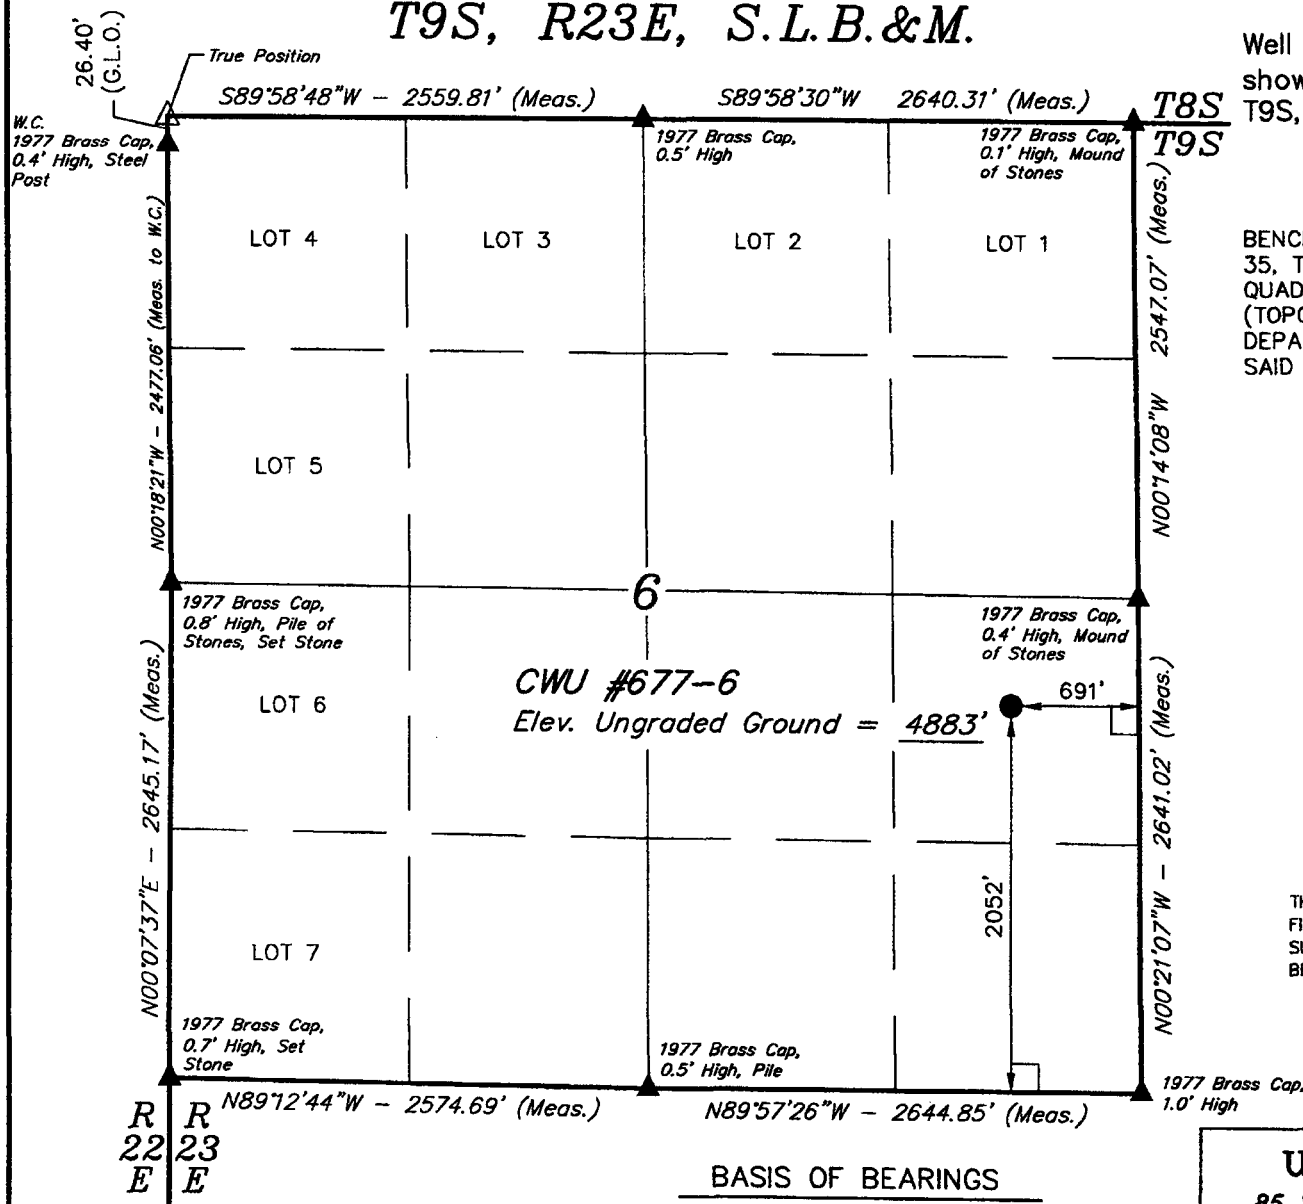 T9S, R23E, S.L.B.&M.
26.40'
(G.L.O.)
True Position
Well
show
T9S,
S89°58'48"W - 2559.81' (Meas.)
S89°58'30"W 2640.31' (Meas.)
T8S
T9S
W.C.
1977 Brass Cap,
0.4' High, Steel
Post
1977 Brass Cap,
0.5' High
1977 Brass Cap,
0.1' High, Mound
of Stones
LOT 4
LOT 3
LOT 2
LOT 1
N00°18'21"W - 2477.06' (Meas. to W.C.)
N00°14'08"W 2547.07' (Meas.)
BENC
35, T
QUAD
(TOPO
DEPA
SAID
LOT 5
6
1977 Brass Cap,
0.8' High, Pile of
Stones, Set Stone
1977 Brass Cap,
0.4' High, Mound
of Stones
CWU #677-6
Elev. Ungraded Ground = 4883'
691'
LOT 6
N00°07'37"E - 2645.17' (Meas.)
N00°21'07"W - 2641.02' (Meas.)
2052'
TH
FI
SU
BE
LOT 7
1977 Brass Cap,
0.7' High, Set
Stone
1977 Brass Cap,
0.5' High, Pile
1977 Brass Cap,
1.0' High
N89°12'44"W - 2574.69' (Meas.)
N89°57'26"W - 2644.85' (Meas.)
R R
22 23
E E
BASIS OF BEARINGS
U
85